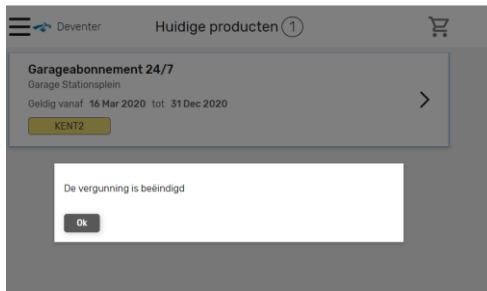 Deventer
Huidige producten 1
Garageabonnement 24/7
Garage Stationsplein
Geldig vanaf 16 Mar 2020 tot 31 Dec 2020
KENT2
De vergunning is beëindigd
Ok